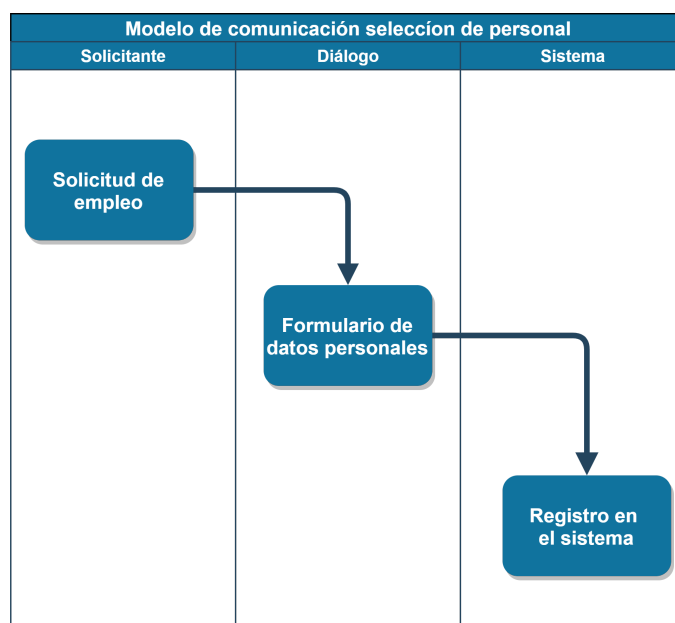 Modelo de comunicación seleccíon de personal
Solicitante
Diálogo
Sistema
Solicitud de
empleo
Formulario de
datos personales
Registro en
el sistema